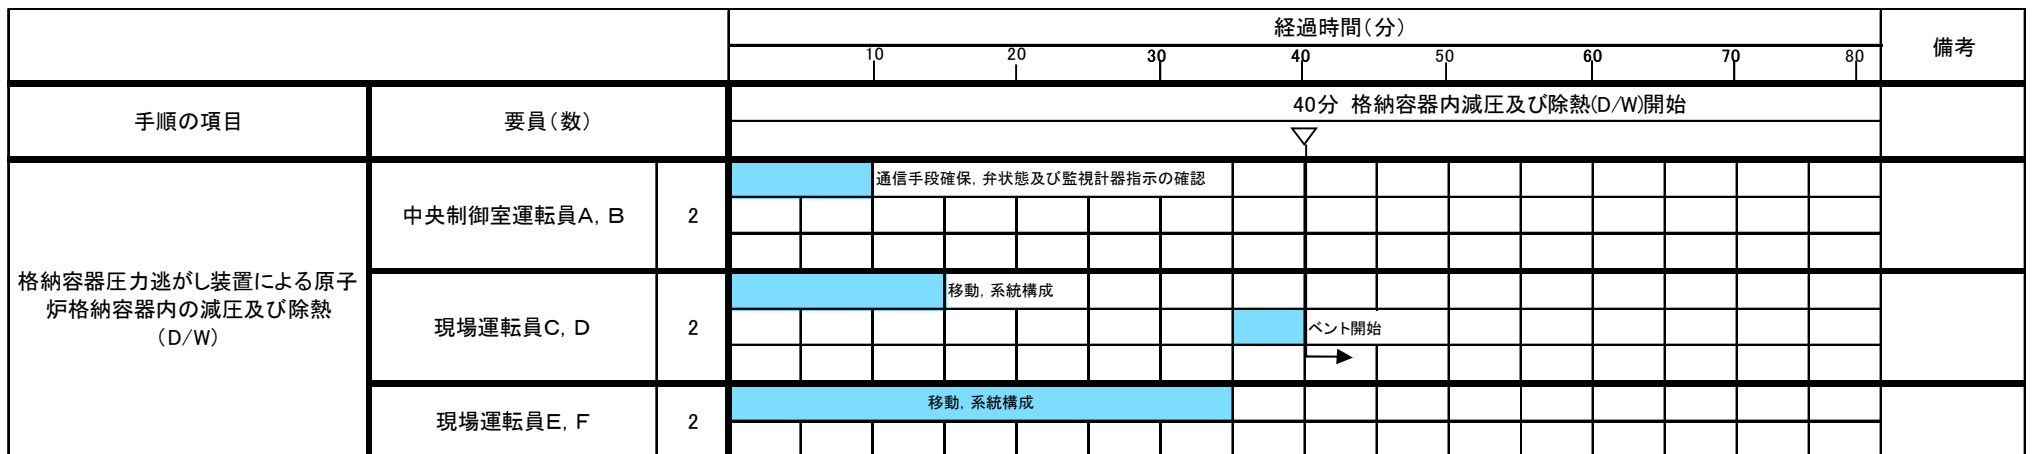 経過時間(分)
備考
10 20 30 40 50 60 70 80
手順の項目
要員(数)
40分 格納容器内減圧及び除熱(D/W)開始
格納容器圧力逃がし装置による原子
炉格納容器内の減圧及び除熱
(D/W)
中央制御室運転員A, B
2
通信手段確保, 弁状態及び監視計器指示の確認
現場運転員C, D
2
移動, 系統構成
ベント開始
現場運転員E, F
2
移動, 系統構成